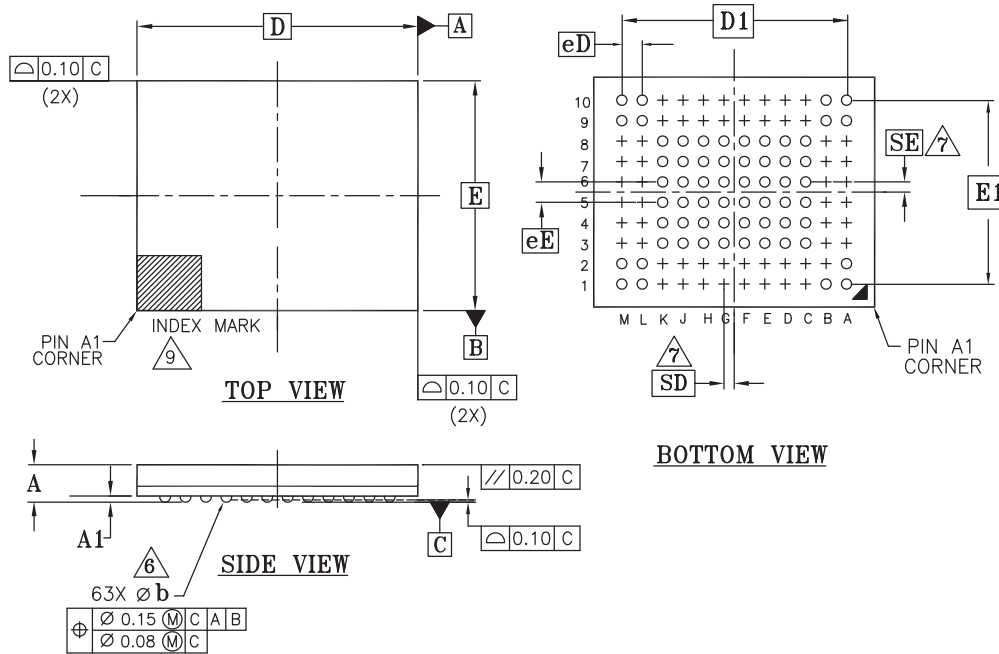 D
A
⌓ 0.10 C
(2X)
E
INDEX MARK
PIN A1
CORNER
9
B
⌓ 0.10 C
(2X)
TOP VIEW
D1
eD
10
9
8
7
6
5
4
3
2
1
SE 7
E1
eE
M L K J H G F E D C B A
7
SD
PIN A1
CORNER
BOTTOM VIEW
A
A1
// 0.20 C
C
⌓ 0.10 C
SIDE VIEW
6
63X ⌀ b
⌖ ⌀ 0.15 Ⓜ C A B
⌀ 0.08 Ⓜ C